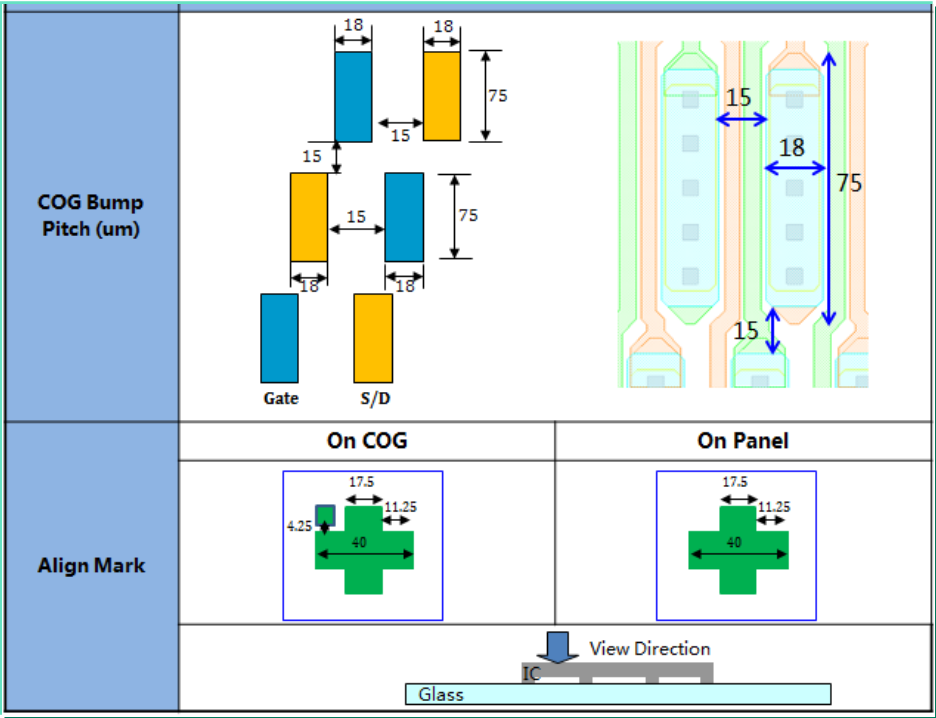 COG Bump
Pitch (um)
18
18
75
15
15
15
75
18
18
Gate
S/D
15
18
75
15
Align Mark
On COG
On Panel
17.5
11.25
4.25
40
17.5
11.25
40
View Direction
IC
Glass